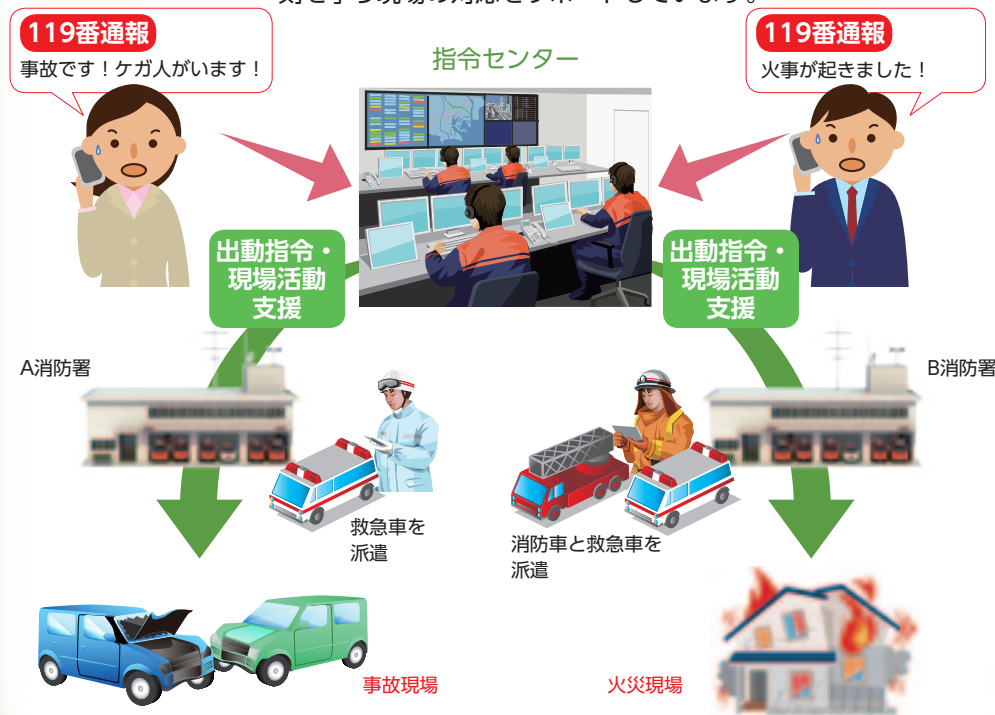 119番通報
事故です！ケガ人がいます！
119番通報
火事が起きました！
指令センター
出動指令・
現場活動
支援
出動指令・
現場活動
支援
A消防署
B消防署
救急車を
派遣
消防車と救急車を
派遣
事故現場
火災現場